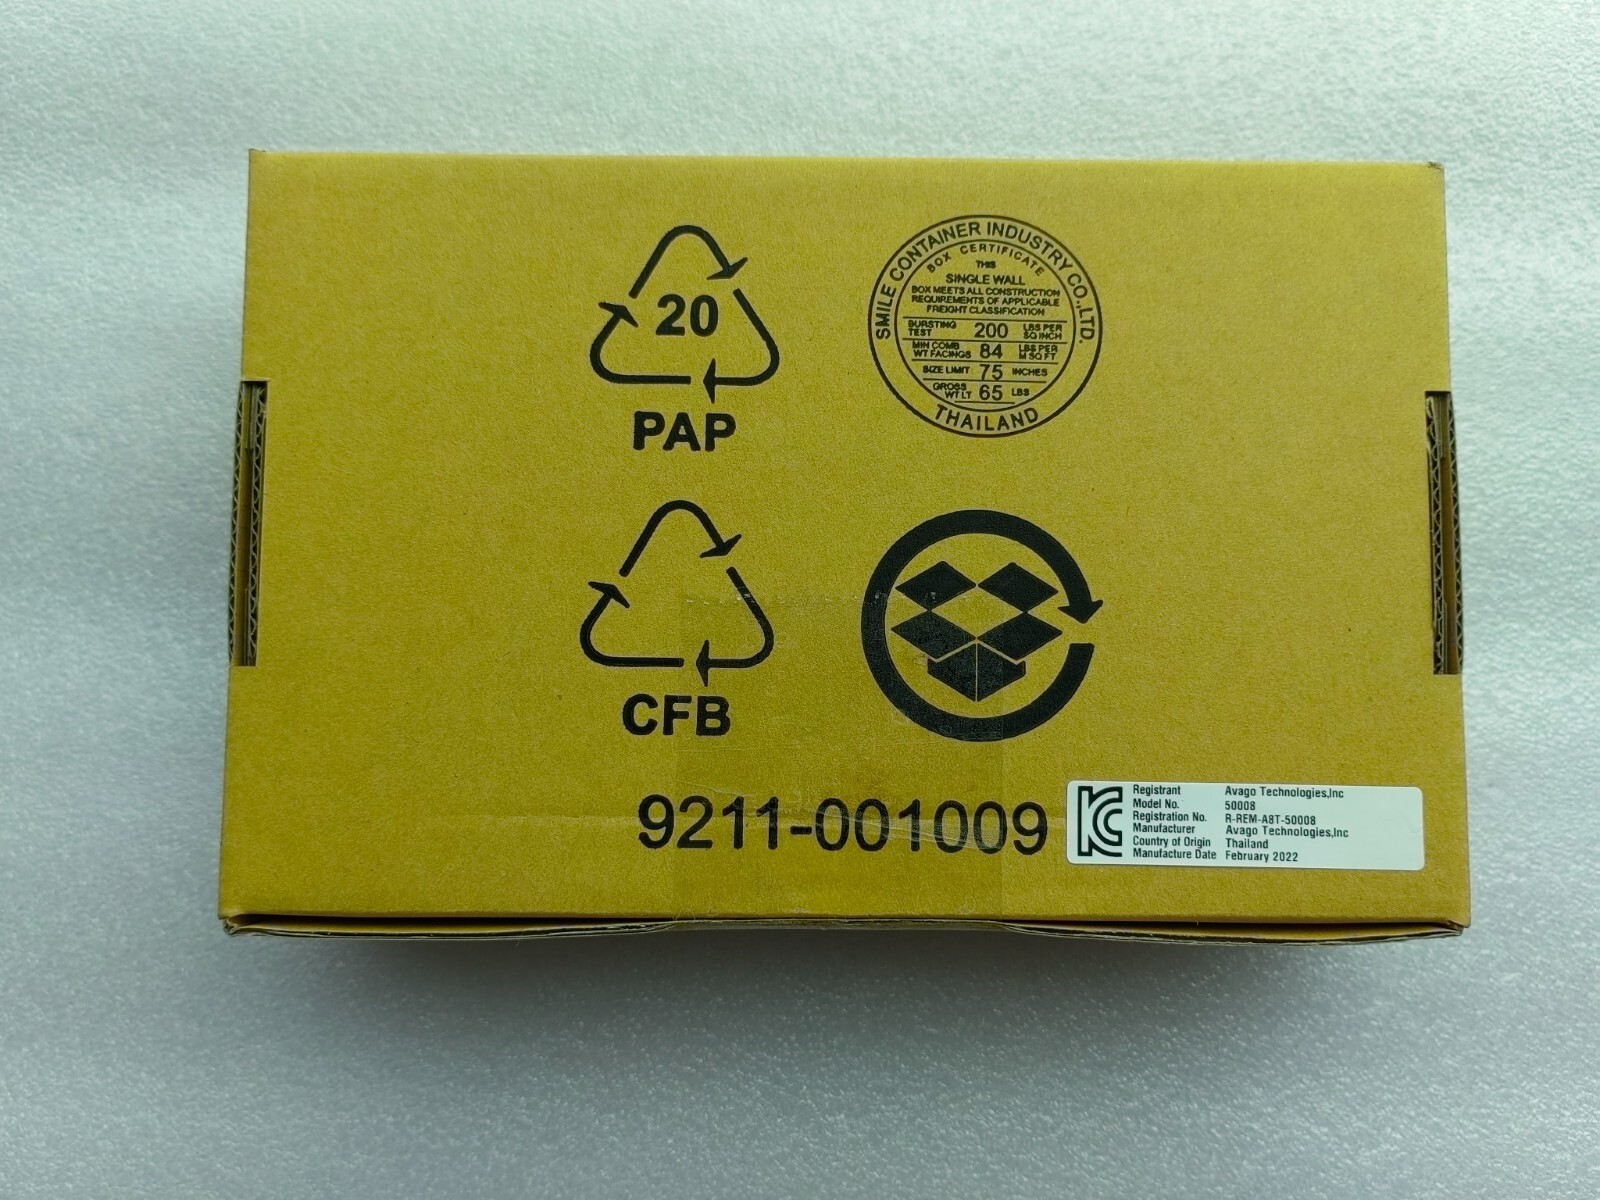 20
PAP
SMILE CONTAINER INDUSTRY CO.,LTD.
BOX CERTIFICATE
THIS
SINGLE WALL
BOX MEETS ALL CONSTRUCTION
REQUIREMENTS OF APPLICABLE
FREIGHT CLASSIFICATION
BURSTING TEST 200 LBS PER SQ INCH
MIN COMB WT FACINGS 84 LBS PER M SQ FT
SIZE LIMIT 75 INCHES
GROSS WT LT 65 LBS
THAILAND
CFB
9211-001009
Registrant Avago Technologies,Inc
Model No. 50008
Registration No. R-REM-A8T-50008
Manufacturer Avago Technologies,Inc
Country of Origin Thailand
Manufacture Date February 2022